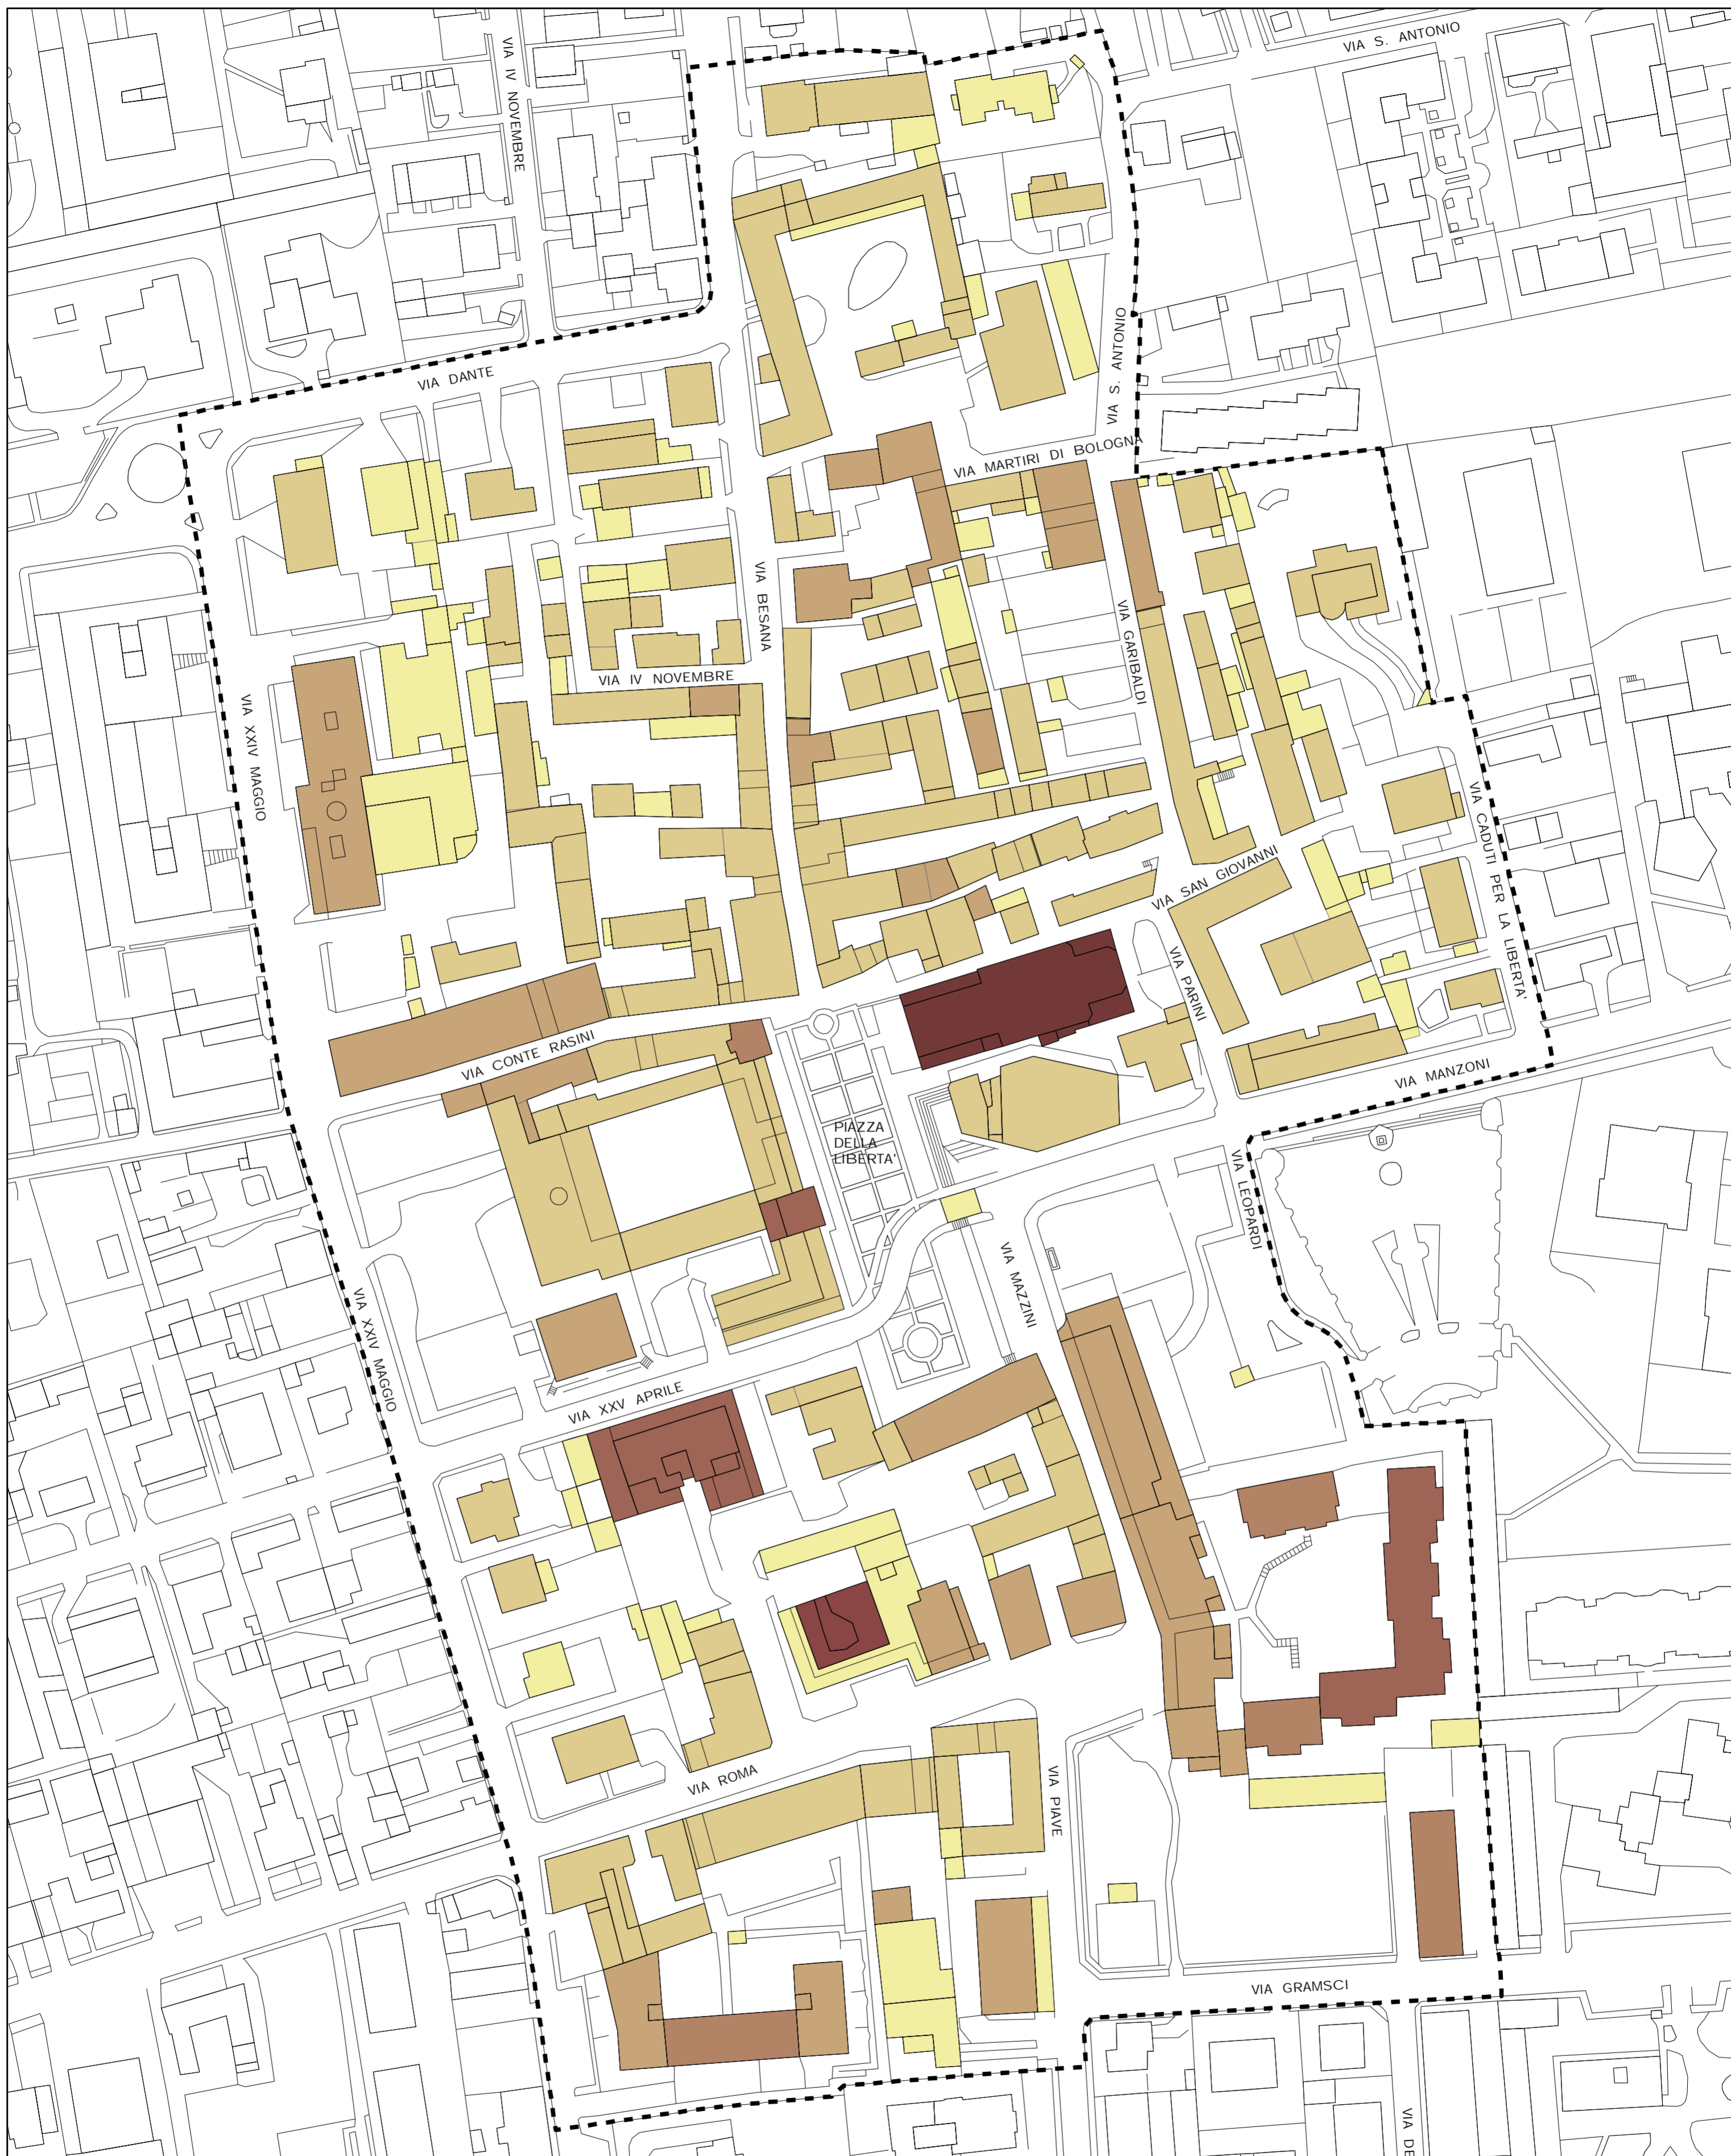 VIA S. ANTONIO
VIA IV NOVEMBRE
VIA DANTE
VIA S. ANTONIO
VIA MARTIRI DI BOLOGNA
VIA BESANA
VIA GARIBALDI
VIA IV NOVEMBRE
VIA XXIV MAGGIO
VIA CADUTI PER LA LIBERTA'
VIA SAN GIOVANNI
VIA PARINI
VIA CONTE RASINI
VIA MANZONI
PIAZZA
DELLA
LIBERTA'
VIA LEOPARDI
VIA MAZZINI
VIA XXIV MAGGIO
VIA XXV APRILE
VIA ROMA
VIA PIAVE
VIA GRAMSCI
VIA DE